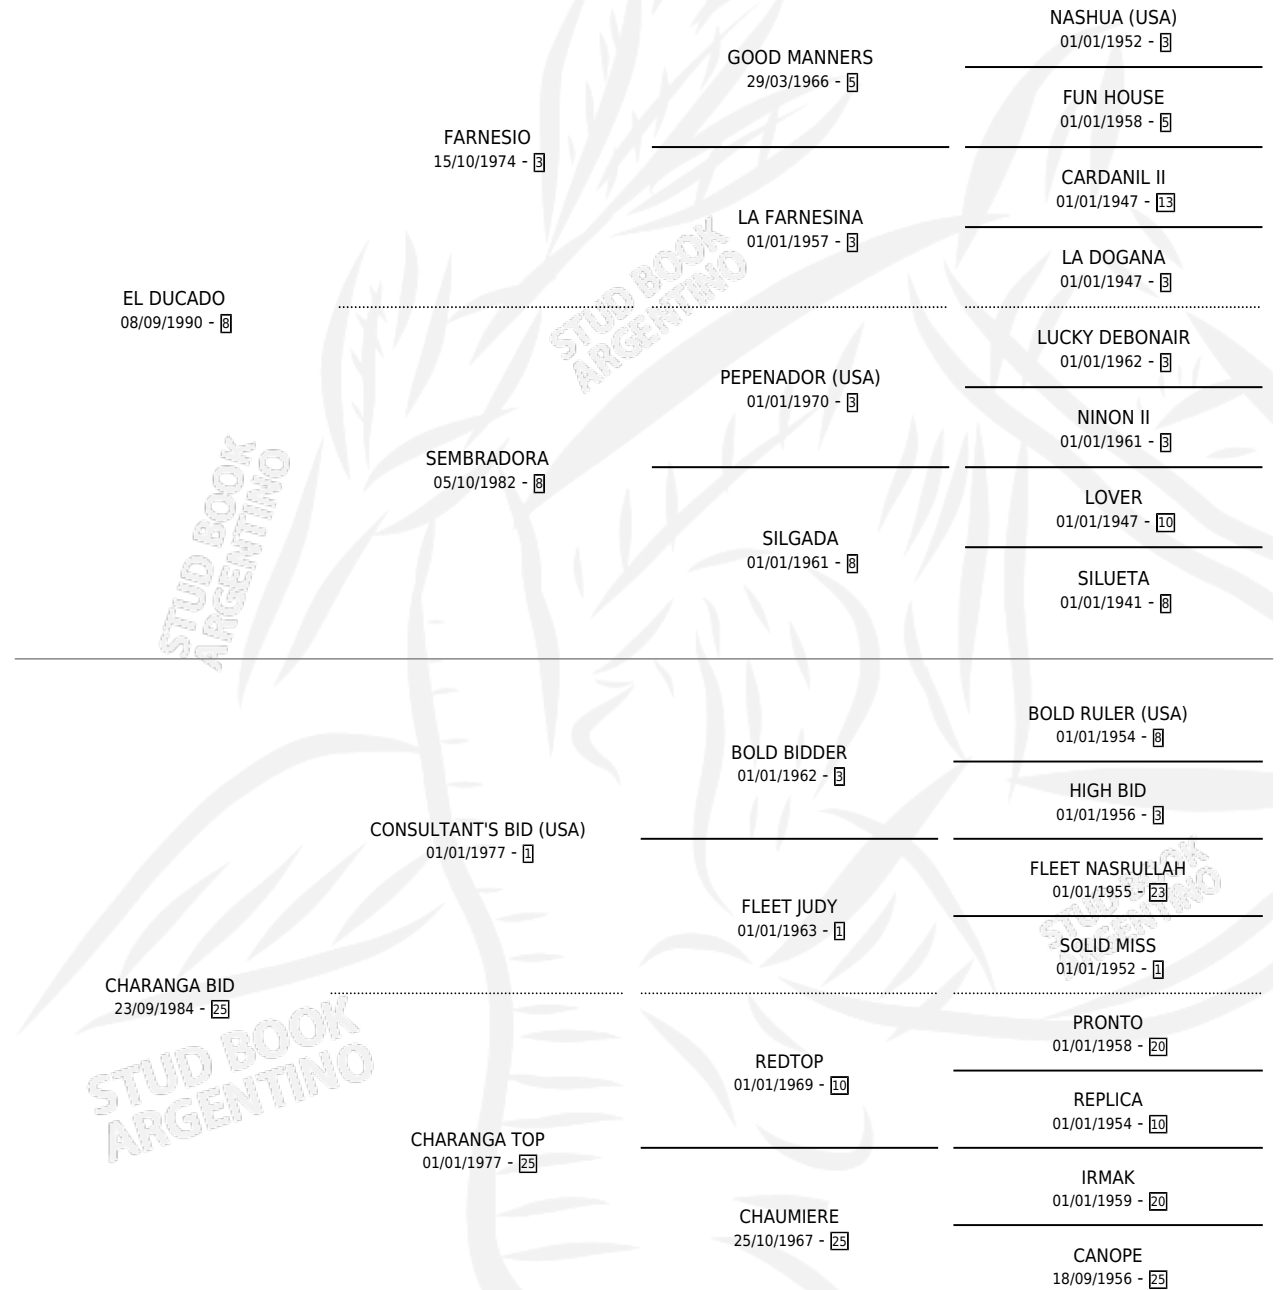 NASHUA (USA)
01/01/1952 - 3
GOOD MANNERS
29/03/1966 - 5
FUN HOUSE
01/01/1958 - 5
FARNESIO
15/10/1974 - 3
CARDANIL II
01/01/1947 - 13
LA FARNESINA
01/01/1957 - 3
LA DOGANA
01/01/1947 - 3
EL DUCADO
08/09/1990 - 8
LUCKY DEBONAIR
01/01/1962 - 3
PEPENADOR (USA)
01/01/1970 - 3
NINON II
01/01/1961 - 3
SEMBRADORA
05/10/1982 - 8
LOVER
01/01/1947 - 10
SILGADA
01/01/1961 - 8
SILUETA
01/01/1941 - 8
STUD BOOK
ARGENTINO
STUD BOOK
ARGENTINO
BOLD RULER (USA)
01/01/1954 - 8
BOLD BIDDER
01/01/1962 - 3
HIGH BID
01/01/1956 - 3
CONSULTANT'S BID (USA)
01/01/1977 - 1
FLEET NASRULLAH
01/01/1955 - 23
FLEET JUDY
01/01/1963 - 1
SOLID MISS
01/01/1952 - 1
STUD BOOK
ARGENTINO
CHARANGA BID
23/09/1984 - 25
PRONTO
01/01/1958 - 20
REDTOP
01/01/1969 - 10
REPLICA
01/01/1954 - 10
STUD BOOK
ARGENTINO
CHARANGA TOP
01/01/1977 - 25
IRMAK
01/01/1959 - 20
CHAUMIERE
25/10/1967 - 25
CANOPE
18/09/1956 - 25